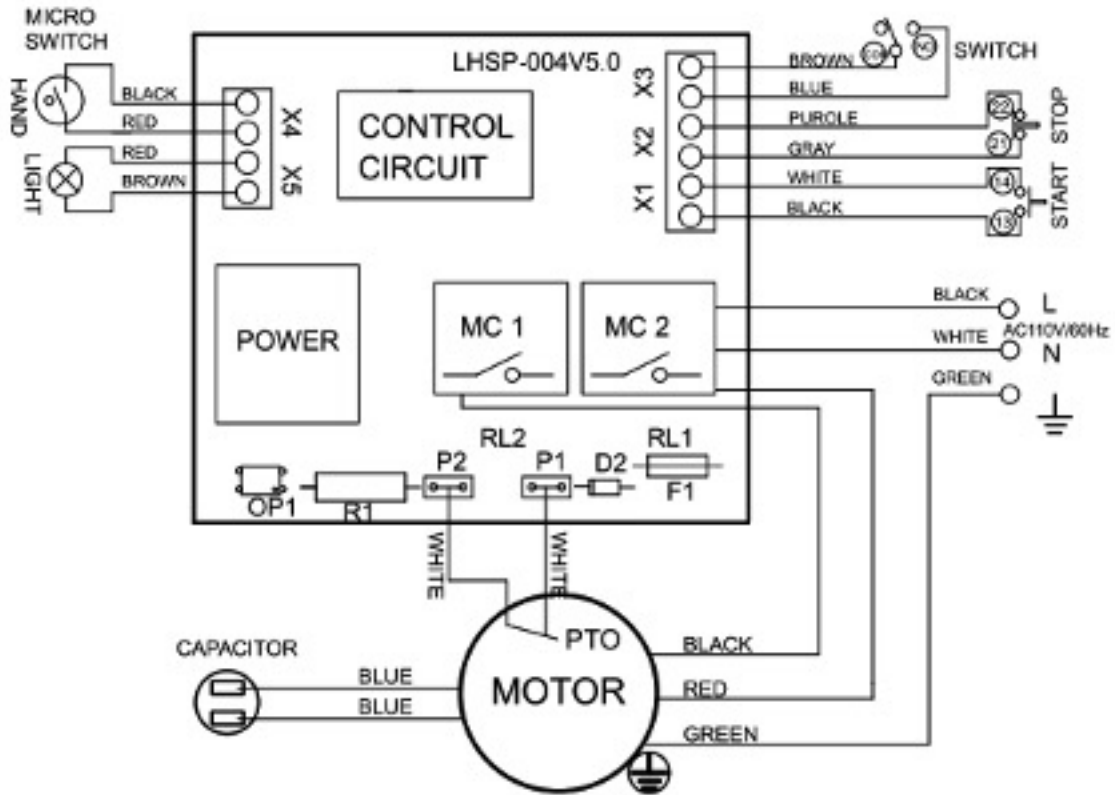 MICRO
SWITCH
HAND
BLACK
RED
LIGHT
RED
BROWN
X4
X5
LHSP-004V5.0
CONTROL
CIRCUIT
X3
X2
X1
BROWN
BLUE
PUROLE
GRAY
WHITE
BLACK
COM
NO
SWITCH
22
21
STOP
14
13
START
POWER
MC 1
MC 2
BLACK
L
AC110V/60Hz
WHITE
N
GREEN
RL2
RL1
P2
P1
D2
F1
OP1
R1
WHITE
WHITE
PTO
MOTOR
CAPACITOR
BLUE
BLUE
BLACK
RED
GREEN